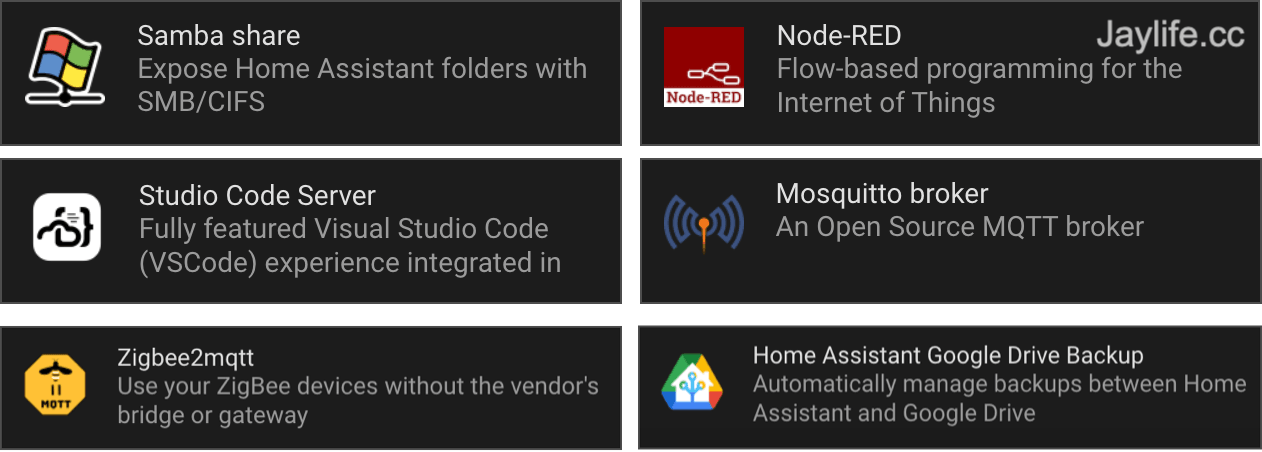 Samba share
Expose Home Assistant folders with
SMB/CIFS
Node-RED
Node-RED
Flow-based programming for the
Internet of Things
Jaylife.cc
Studio Code Server
Fully featured Visual Studio Code
(VSCode) experience integrated in
Mosquitto broker
An Open Source MQTT broker
MQTT
Zigbee2mqtt
Use your ZigBee devices without the vendor's
bridge or gateway
Home Assistant Google Drive Backup
Automatically manage backups between Home
Assistant and Google Drive